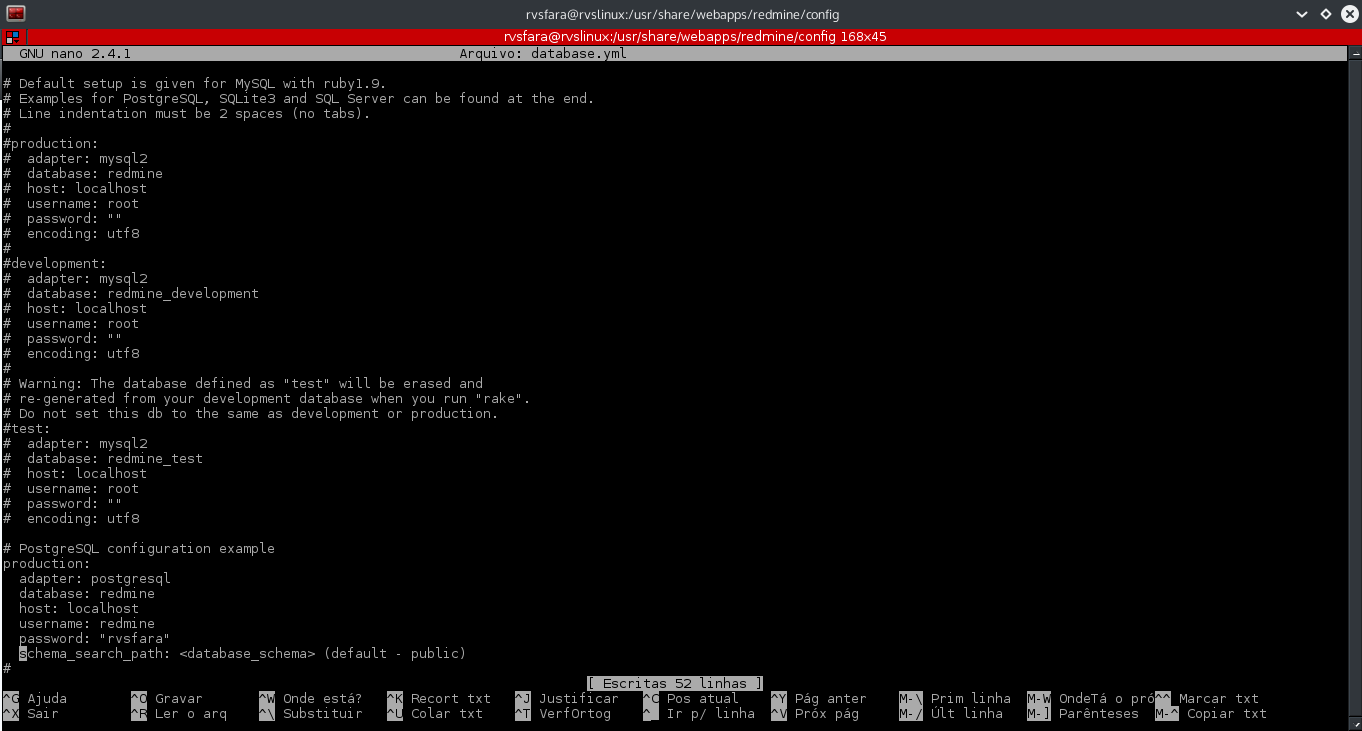 rvsfara@rvslinux:/usr/share/webapps/redmine/config
rvsfara@rvslinux:/usr/share/webapps/redmine/config 168x45
GNU nano 2.4.1 Arquivo: database.yml
# Default setup is given for MySQL with ruby1.9.
# Examples for PostgreSQL, SQLite3 and SQL Server can be found at the end.
# Line indentation must be 2 spaces (no tabs).
#
#production:
#  adapter: mysql2
#  database: redmine
#  host: localhost
#  username: root
#  password: ""
#  encoding: utf8
#
#development:
#  adapter: mysql2
#  database: redmine_development
#  host: localhost
#  username: root
#  password: ""
#  encoding: utf8
#
# Warning: The database defined as "test" will be erased and
# re-generated from your development database when you run "rake".
# Do not set this db to the same as development or production.
#test:
#  adapter: mysql2
#  database: redmine_test
#  host: localhost
#  username: root
#  password: ""
#  encoding: utf8
# PostgreSQL configuration example
production:
  adapter: postgresql
  database: redmine
  host: localhost
  username: redmine
  password: "rvsfara"
  schema_search_path: <database_schema> (default - public)
#
[ Escritas 52 linhas ]
^G Ajuda ^O Gravar ^W Onde está? ^K Recort txt ^J Justificar ^C Pos atual ^Y Pág anter M-\ Prim linha M-W OndeTá o pró^^ Marcar txt
^X Sair ^R Ler o arq ^\ Substituir ^U Colar txt ^T VerfOrtog ^_ Ir p/ linha ^V Próx pág M-/ Últ linha M-] Parênteses M-^ Copiar txt